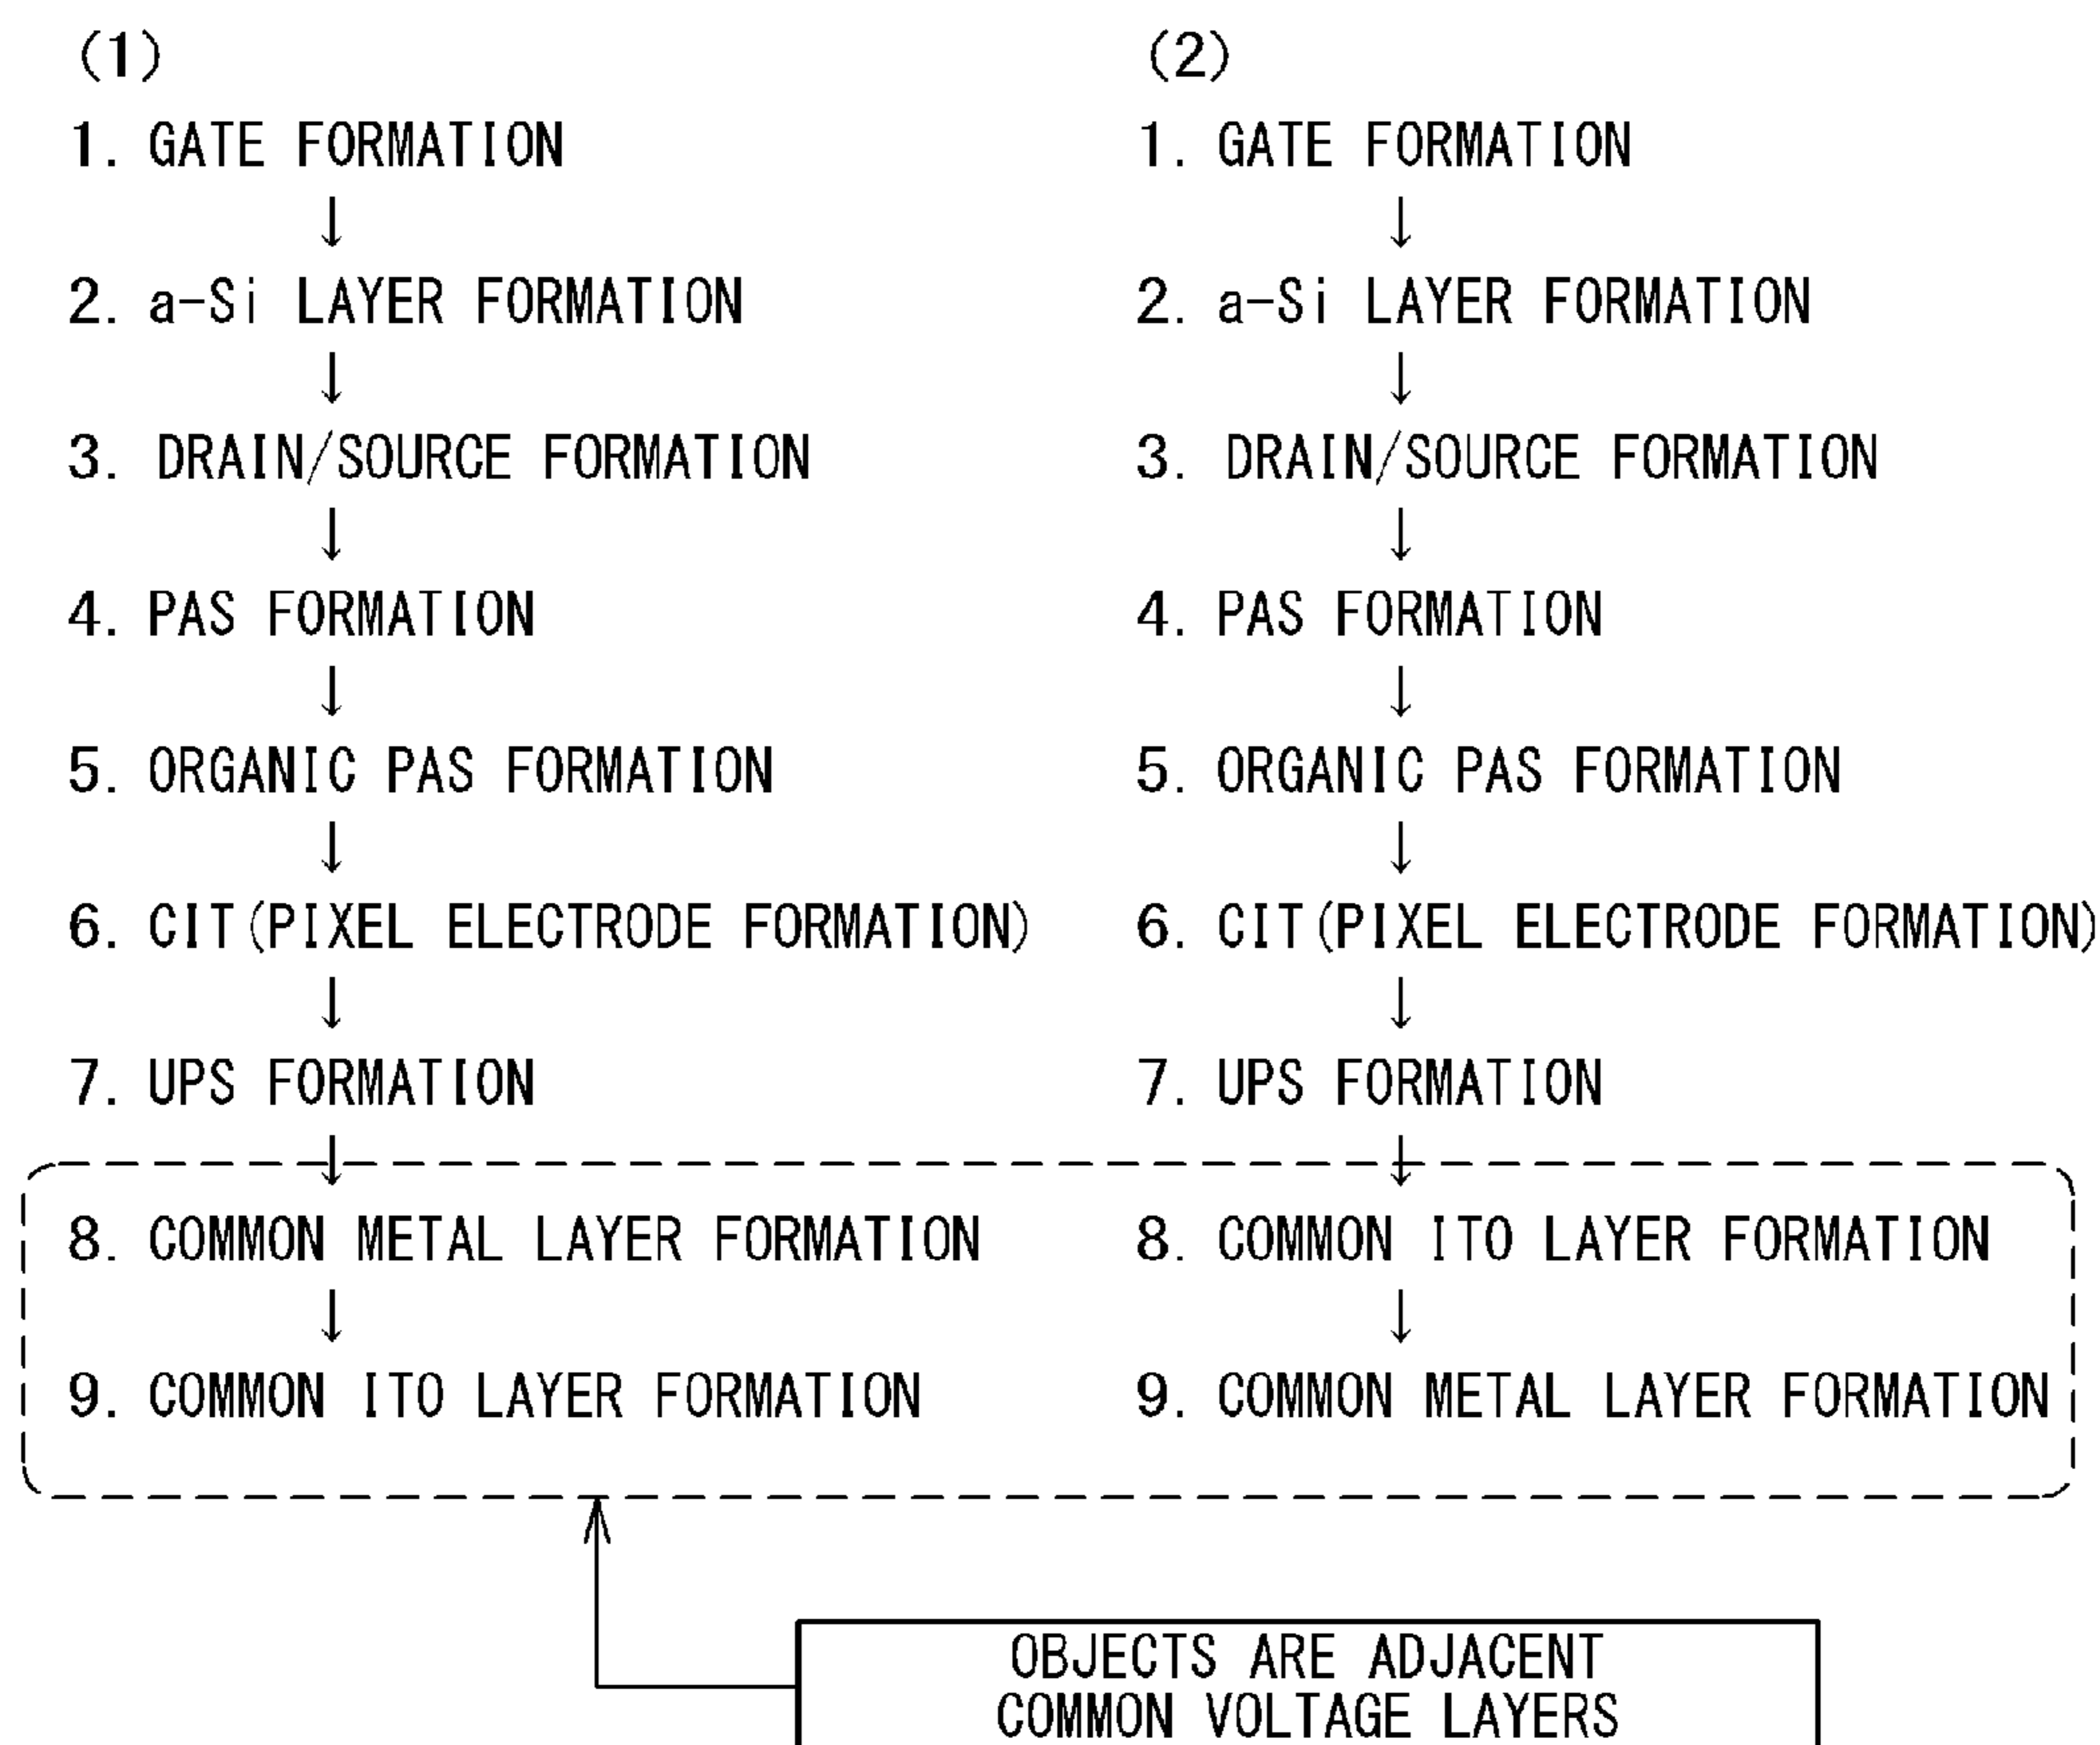 (1)
1. GATE FORMATION
↓
2. a-Si LAYER FORMATION
↓
3. DRAIN/SOURCE FORMATION
↓
4. PAS FORMATION
↓
5. ORGANIC PAS FORMATION
↓
6. CIT(PIXEL ELECTRODE FORMATION)
↓
7. UPS FORMATION
↓
8. COMMON METAL LAYER FORMATION
↓
9. COMMON ITO LAYER FORMATION
(2)
1. GATE FORMATION
↓
2. a-Si LAYER FORMATION
↓
3. DRAIN/SOURCE FORMATION
↓
4. PAS FORMATION
↓
5. ORGANIC PAS FORMATION
↓
6. CIT(PIXEL ELECTRODE FORMATION)
↓
7. UPS FORMATION
↓
8. COMMON ITO LAYER FORMATION
↓
9. COMMON METAL LAYER FORMATION
OBJECTS ARE ADJACENT
COMMON VOLTAGE LAYERS